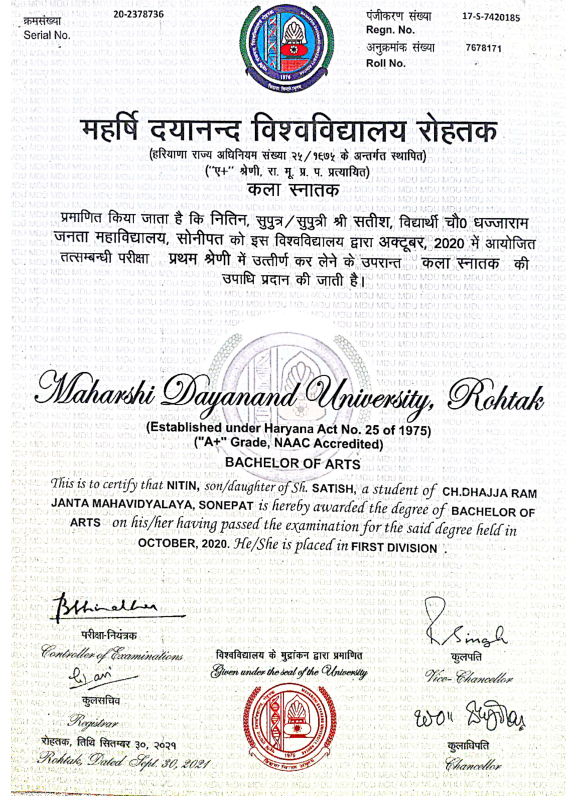 क्रमसंख्या 20-2378736
Serial No.
पंजीकरण संख्या 17-S-7420185
Regn. No.
अनुक्रमांक संख्या 7678171
Roll No.
1976
महर्षि दयानन्द विश्वविद्यालय रोहतक
(हरियाणा राज्य अधिनियम संख्या २५/१९७५ के अन्तर्गत स्थापित)
("ए+" श्रेणी, रा. मू. प्र. प. प्रत्यायित)
कला स्नातक
प्रमाणित किया जाता है कि नितिन, सुपुत्र/सुपुत्री श्री सतीश, विद्यार्थी चौ0 धज्जाराम
जनता महाविद्यालय, सोनीपत को इस विश्वविद्यालय द्वारा अक्टूबर, 2020 में आयोजित
तत्सम्बन्धी परीक्षा प्रथम श्रेणी में उत्तीर्ण कर लेने के उपरान्त कला स्नातक की
उपाधि प्रदान की जाती है।
Maharshi Dayanand University, Rohtak
(Established under Haryana Act No. 25 of 1975)
("A+" Grade, NAAC Accredited)
BACHELOR OF ARTS
This is to certify that NITIN, son/daughter of Sh. SATISH, a student of CH.DHAJJA RAM
JANTA MAHAVIDYALAYA, SONEPAT is hereby awarded the degree of BACHELOR OF
ARTS on his/her having passed the examination for the said degree held in
OCTOBER, 2020. He/She is placed in FIRST DIVISION .
परीक्षा-नियंत्रक
Controller of Examinations
R Singh
कुलपति
Vice-Chancellor
विश्वविद्यालय के मुद्रांकन द्वारा प्रमाणित
Given under the seal of the University
कुलसचिव
Registrar
कुलाधिपति
Chancellor
रोहतक, तिथि सितम्बर ३०, २०२१
Rohtak, Dated Sept. 30, 2021